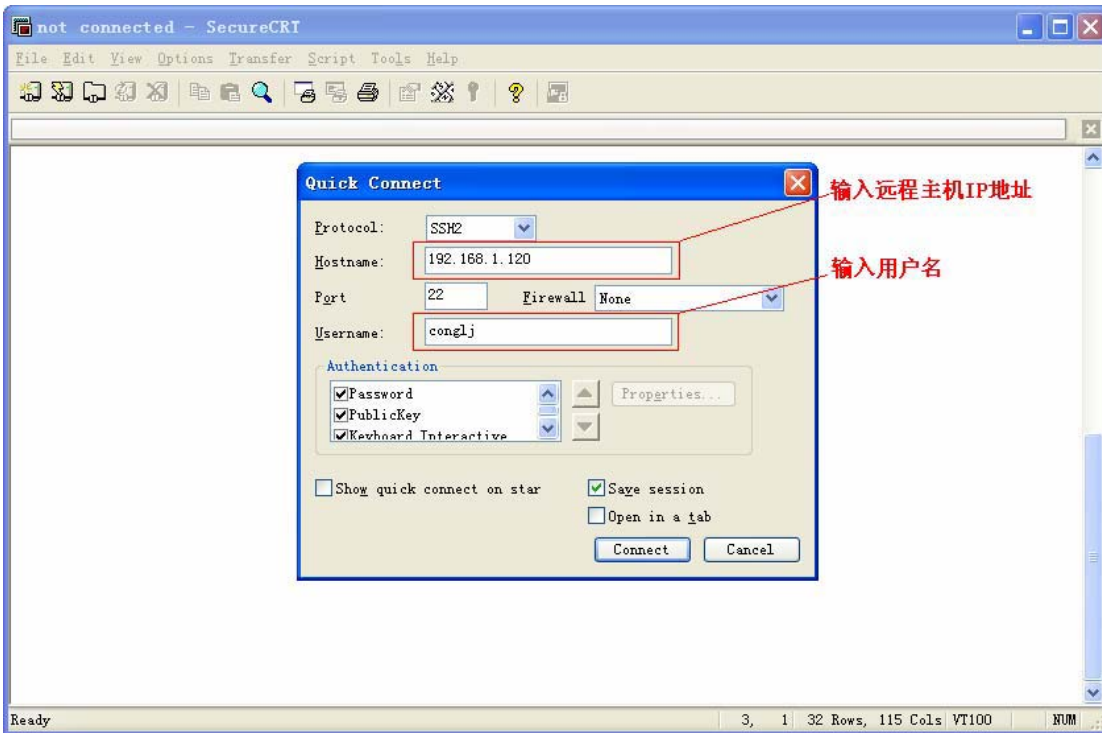 not connected - SecureCRT
File Edit View Options Transfer Script Tools Help
Quick Connect
输入远程主机IP地址
Protocol: SSH2
Hostname: 192.168.1.120
输入用户名
Port 22 Firewall None
Username: conglj
Authentication
Password
PublicKey
Keyboard Interactive
Properties...
Show quick connect on star
Save session
Open in a tab
Connect Cancel
Ready 3, 1 32 Rows, 115 Cols VT100 NUM